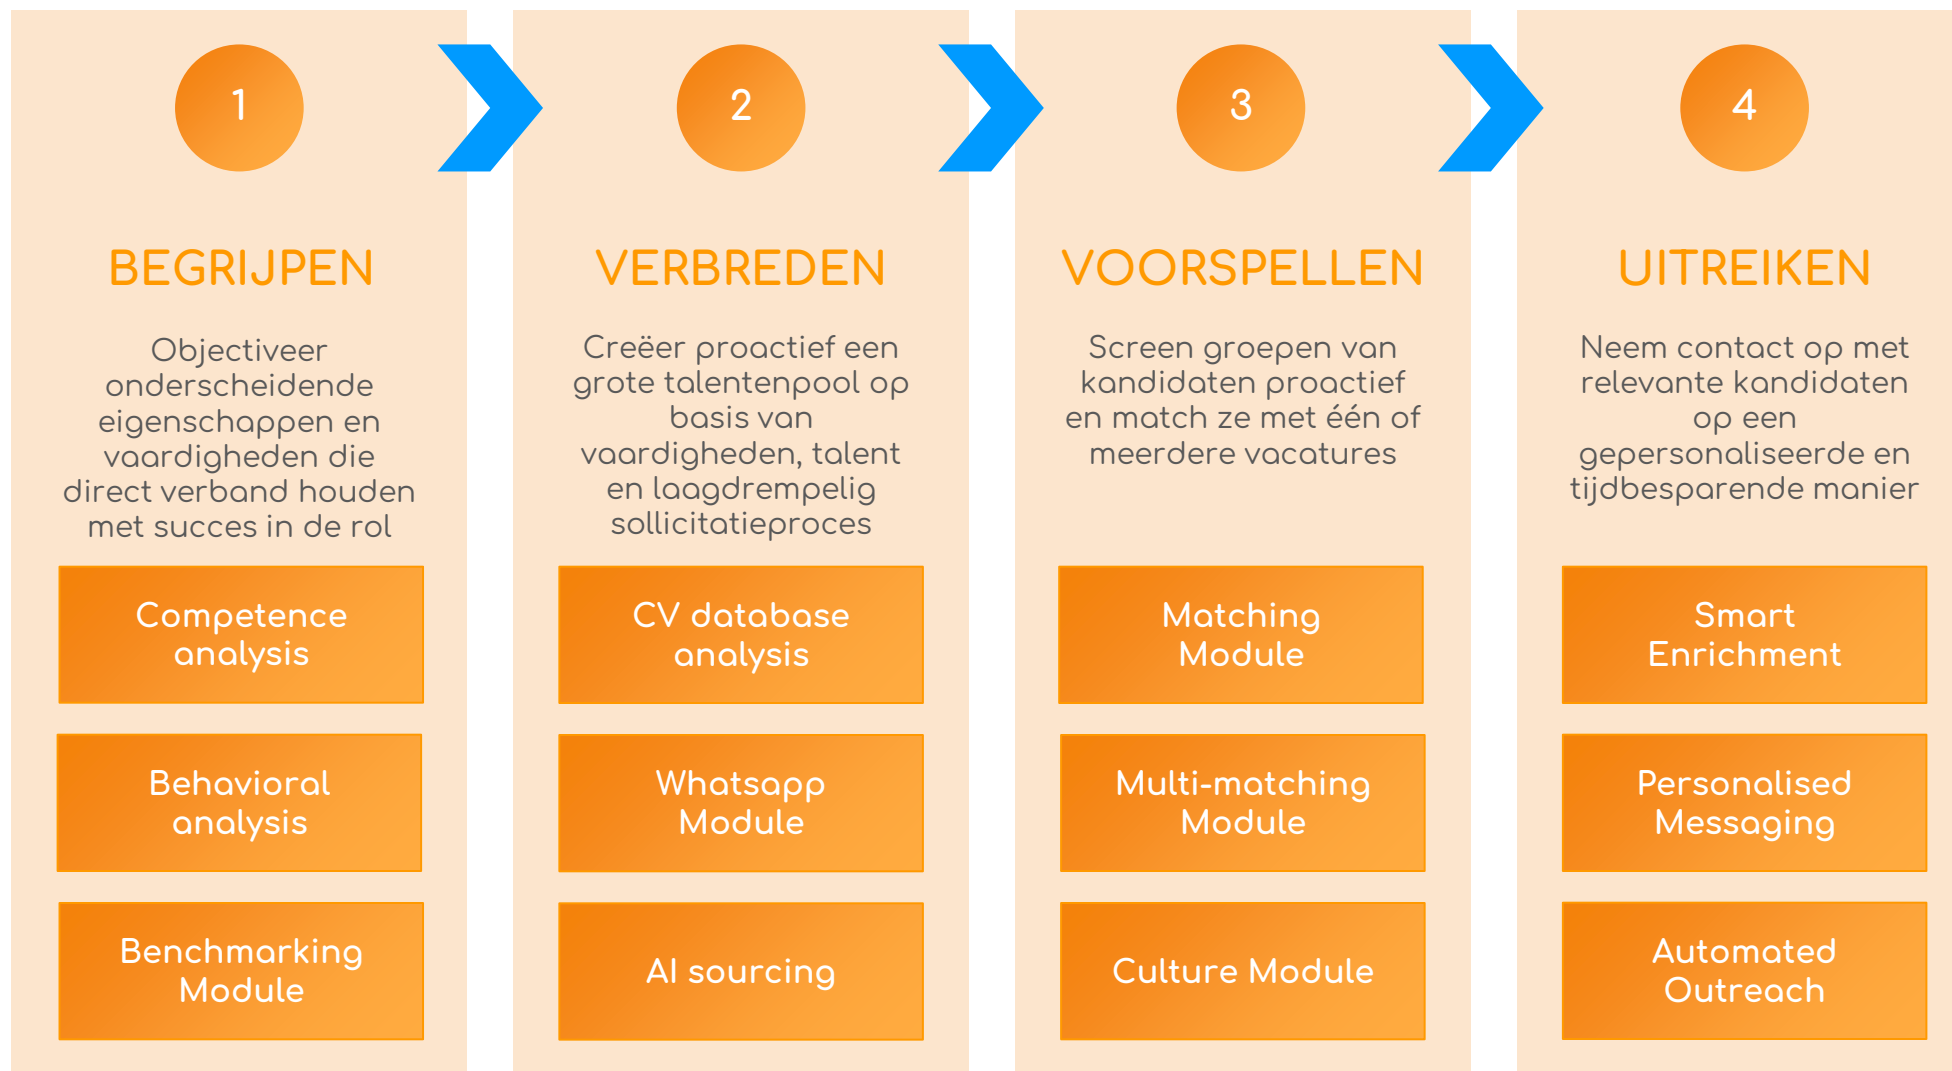 1
BEGRIJPEN
Objectiveer
onderscheidende
eigenschappen en
vaardigheden die
direct verband houden
met succes in de rol
Competence
analysis
Behavioral
analysis
Benchmarking
Module
2
VERBREDEN
Creëer proactief een
grote talentenpool op
basis van
vaardigheden, talent
en laagdrempelig
sollicitatieproces
CV database
analysis
Whatsapp
Module
AI sourcing
3
VOORSPELLEN
Screen groepen van
kandidaten proactief
en match ze met één of
meerdere vacatures
Matching
Module
Multi-matching
Module
Culture Module
4
UITREIKEN
Neem contact op met
relevante kandidaten
op een
gepersonaliseerde en
tijdbesparende manier
Smart
Enrichment
Personalised
Messaging
Automated
Outreach